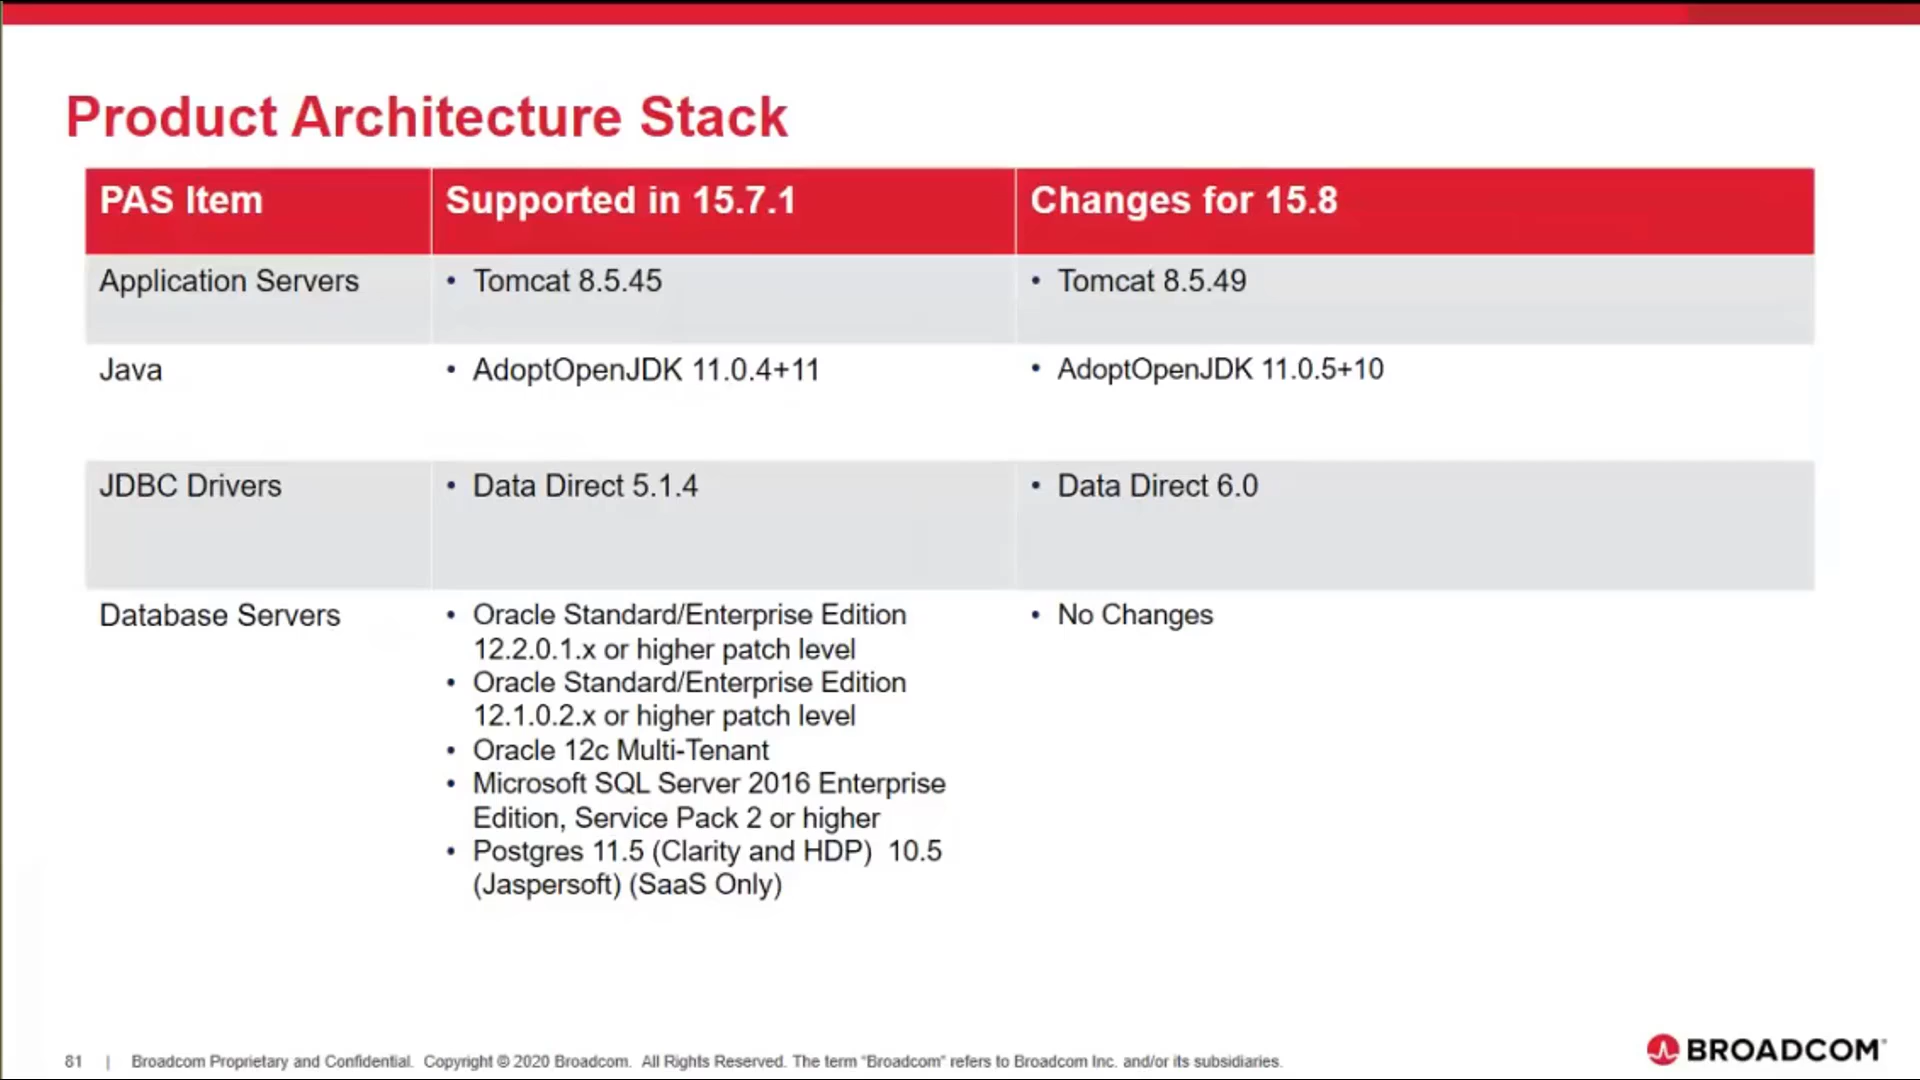 Product Architecture Stack
PAS Item
Supported in 15.7.1
Changes for 15.8
Application Servers
• Tomcat 8.5.45
• Tomcat 8.5.49
Java
• AdoptOpenJDK 11.0.4+11
• AdoptOpenJDK 11.0.5+10
JDBC Drivers
• Data Direct 5.1.4
• Data Direct 6.0
Database Servers
• Oracle Standard/Enterprise Edition
12.2.0.1.x or higher patch level
• Oracle Standard/Enterprise Edition
12.1.0.2.x or higher patch level
• Oracle 12c Multi-Tenant
• Microsoft SQL Server 2016 Enterprise
Edition, Service Pack 2 or higher
• Postgres 11.5 (Clarity and HDP)  10.5
(Jaspersoft) (SaaS Only)
• No Changes
81 | Broadcom Proprietary and Confidential. Copyright © 2020 Broadcom. All Rights Reserved. The term "Broadcom" refers to Broadcom Inc. and/or its subsidiaries.
BROADCOM